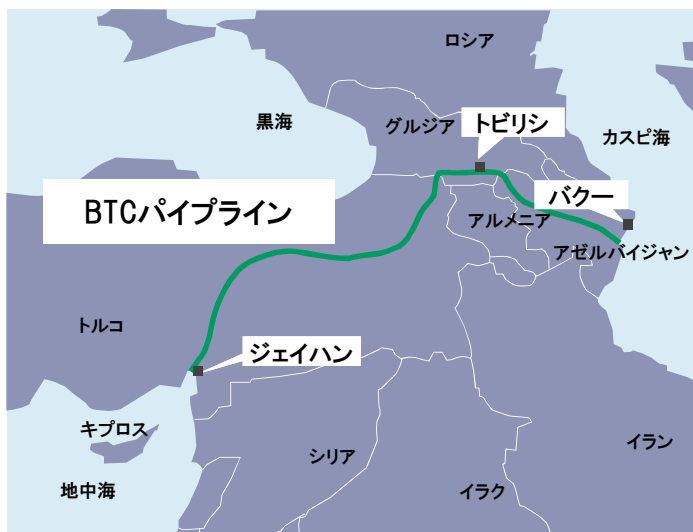 ロシア
黒海
グルジア
トビリシ
カスピ海
BTCパイプライン
バクー
アルメニア
アゼルバイジャン
トルコ
ジェイハン
キプロス
シリア
イラン
地中海
イラク